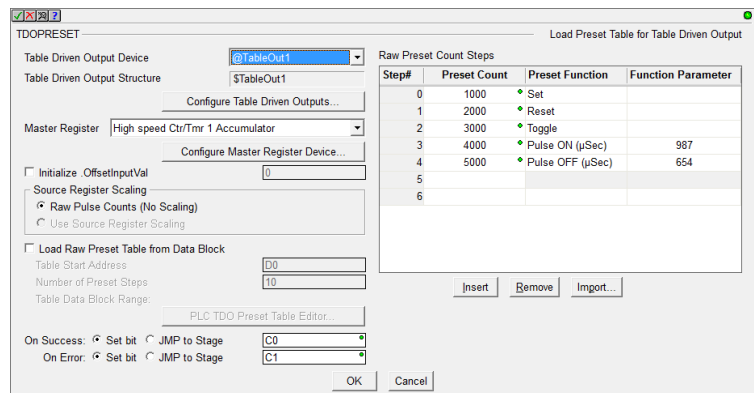 TDOPRESET
Load Preset Table for Table Driven Output
Table Driven Output Device
@TableOut1
Table Driven Output Structure
$TableOut1
Configure Table Driven Outputs...
Master Register
High speed Ctr/Tmr 1 Accumulator
Configure Master Register Device...
Initialize .OffsetInputVal
0
Source Register Scaling
Raw Pulse Counts (No Scaling)
Use Source Register Scaling
Load Raw Preset Table from Data Block
Table Start Address
D0
Number of Preset Steps
10
Table Data Block Range:
PLC TDO Preset Table Editor...
On Success: Set bit JMP to Stage C0
On Error: Set bit JMP to Stage C1
Raw Preset Count Steps
Step# Preset Count Preset Function Function Parameter
0 1000 Set
1 2000 Reset
2 3000 Toggle
3 4000 Pulse ON (µSec) 987
4 5000 Pulse OFF (µSec) 654
5
6
Insert Remove Import...
OK Cancel